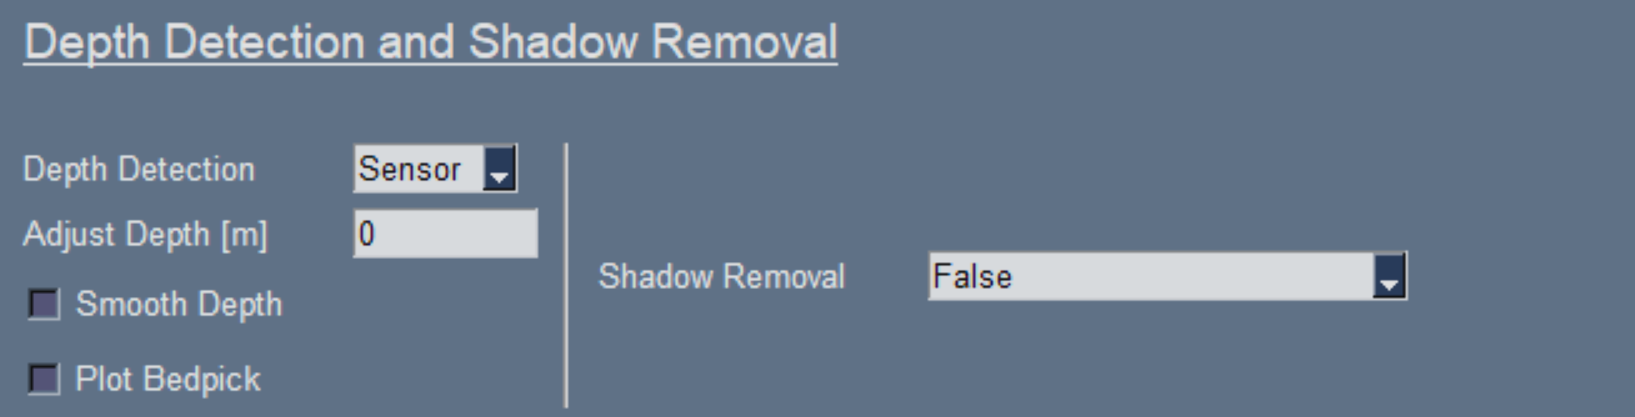 Depth Detection and Shadow Removal
Depth Detection Sensor
Adjust Depth [m] 0
Smooth Depth
Plot Bedpick
Shadow Removal False